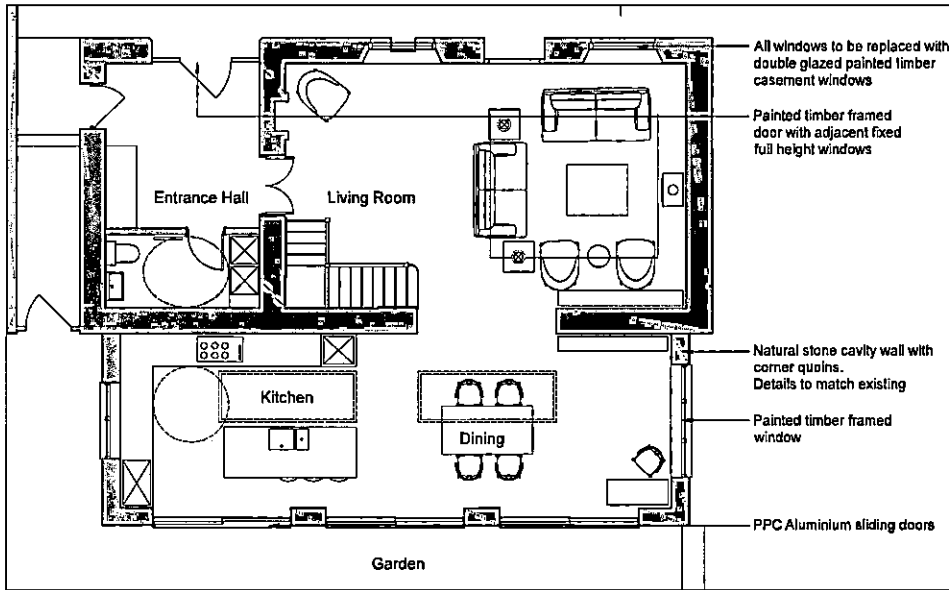 All windows to be replaced with
double glazed painted timber
casement windows
Painted timber framed
door with adjacent fixed
full height windows
Entrance Hall
Living Room
Natural stone cavity wall with
corner quoins.
Details to match existing
Kitchen
Painted timber framed
window
Dining
PPC Aluminium sliding doors
Garden